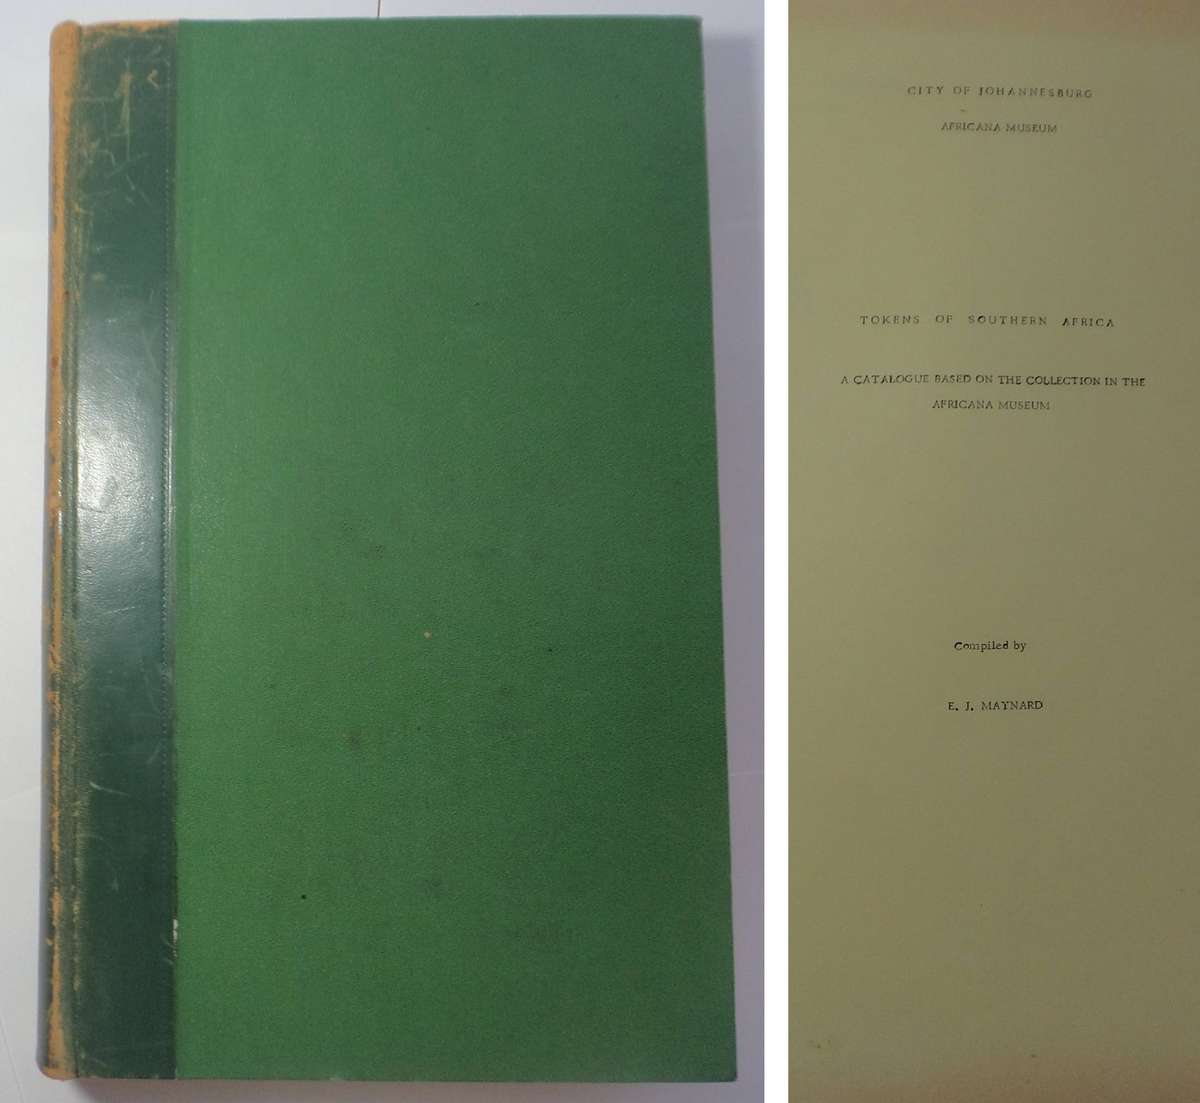 CITY OF JOHANNESBURG
AFRICANA MUSEUM
TOKENS OF SOUTHERN AFRICA
A CATALOGUE BASED ON THE COLLECTION IN THE
AFRICANA MUSEUM
Compiled by
E. J. MAYNARD